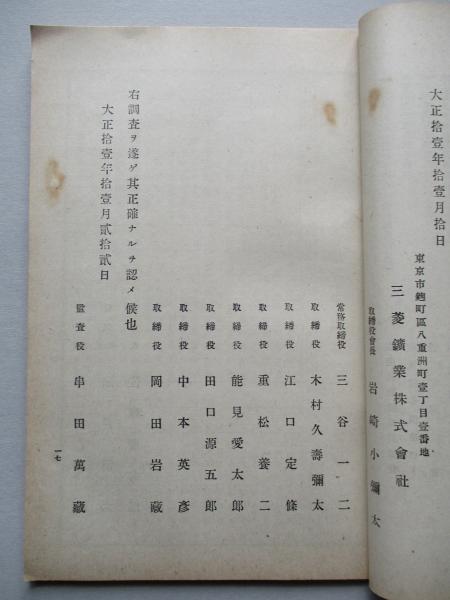 大正拾壹年拾壹月拾日
東京市麴町區八重洲町壹丁目壹番地
三菱鑛業株式會社
取締役會長 岩崎小彌太
常務取締役 三谷一二
取締役 木村久壽彌太
取締役 江口定條
取締役 重松養二
取締役 能見愛太郎
取締役 田口源五郎
取締役 中本英彥
取締役 岡田岩藏
右調査ヲ遂ゲ其正確ナルヲ認メ候也
大正拾壹年拾壹月貳拾貳日
監査役 串田萬藏
一七